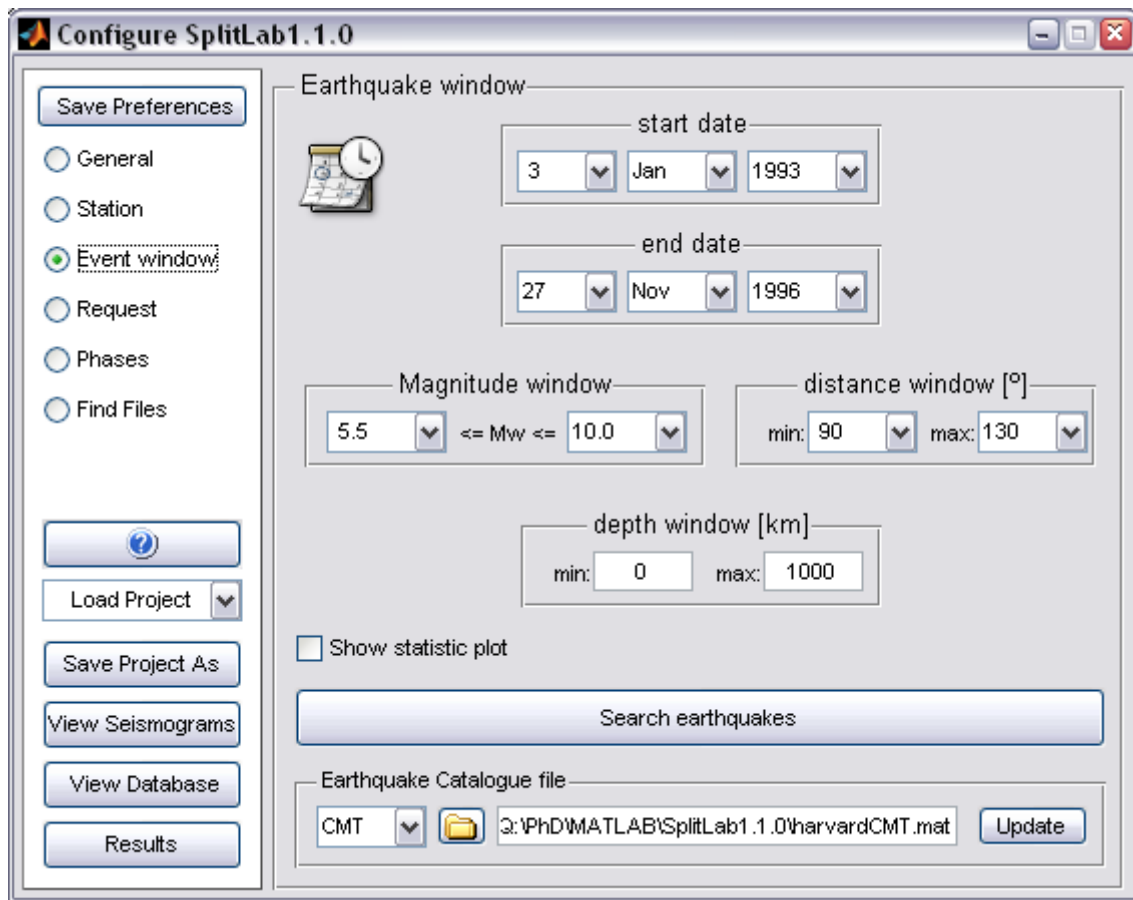 Configure SplitLab1.1.0
Save Preferences
General
Station
Event window
Request
Phases
Find Files
?
Load Project
Save Project As
View Seismograms
View Database
Results
Earthquake window
start date
3 Jan 1993
end date
27 Nov 1996
Magnitude window
5.5 <= Mw <= 10.0
distance window [º]
min: 90 max: 130
depth window [km]
min: 0 max: 1000
Show statistic plot
Search earthquakes
Earthquake Catalogue file
CMT Q:\PhD\MATLAB\SplitLab1.1.0\harvardCMT.mat Update